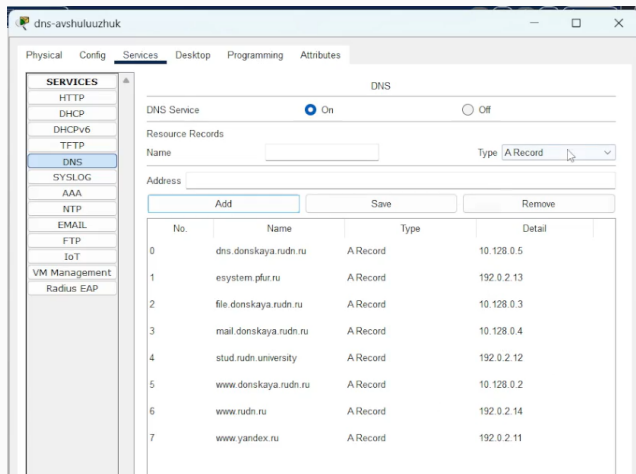 dns-avshuluuzhuk
Physical Config Services Desktop Programming Attributes
SERVICES
HTTP
DHCP
DHCPv6
TFTP
DNS
SYSLOG
AAA
NTP
EMAIL
FTP
IoT
VM Management
Radius EAP
DNS
DNS Service On Off
Resource Records
Name Type A Record
Address
Add Save Remove
No. Name Type Detail
0 dns.donskaya.rudn.ru A Record 10.128.0.5
1 esystem.pfur.ru A Record 192.0.2.13
2 file.donskaya.rudn.ru A Record 10.128.0.3
3 mail.donskaya.rudn.ru A Record 10.128.0.4
4 stud.rudn.university A Record 192.0.2.12
5 www.donskaya.rudn.ru A Record 10.128.0.2
6 www.rudn.ru A Record 192.0.2.14
7 www.yandex.ru A Record 192.0.2.11